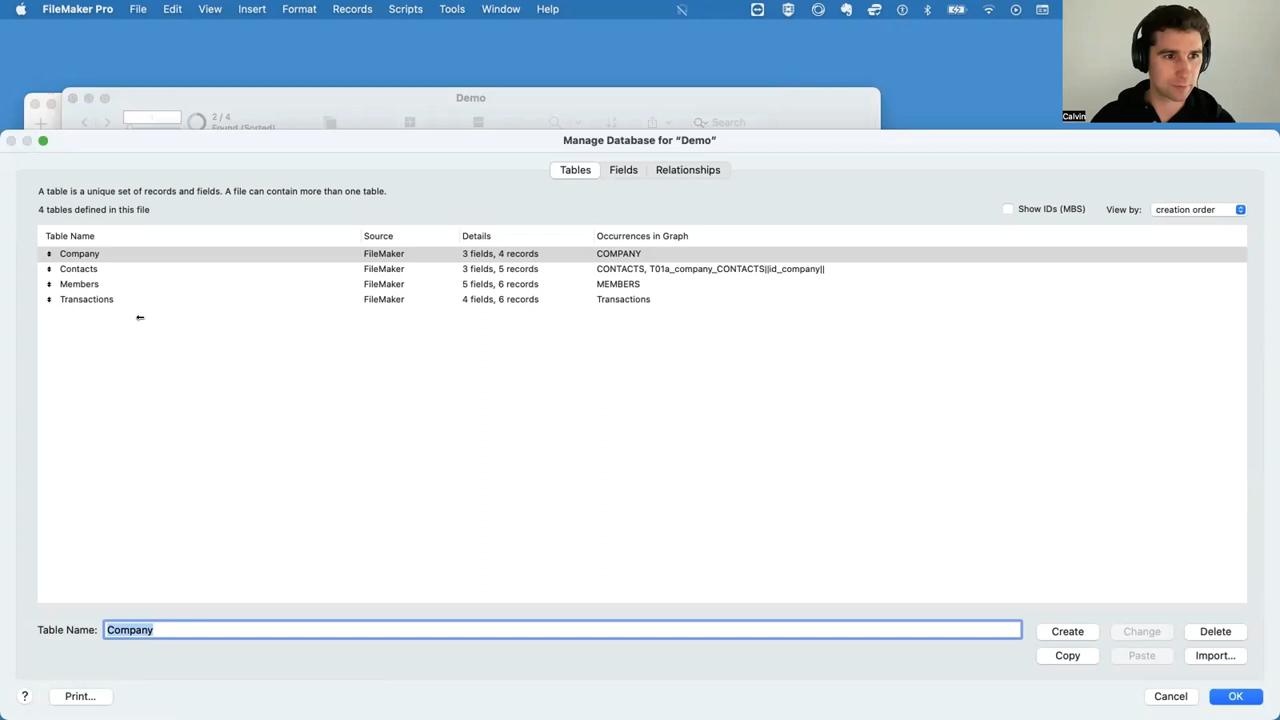 FileMaker Pro File Edit View Insert Format Records Scripts Tools Window Help
Calvin
Demo
1
2 / 4
Found (Sorted)
Search
Manage Database for “Demo”
Tables Fields Relationships
A table is a unique set of records and fields. A file can contain more than one table.
4 tables defined in this file
Show IDs (MBS) View by: creation order
Table Name Source Details Occurrences in Graph
Company FileMaker 3 fields, 4 records COMPANY
Contacts FileMaker 3 fields, 5 records CONTACTS, T01a_company_CONTACTS||id_company||
Members FileMaker 5 fields, 6 records MEMBERS
Transactions FileMaker 4 fields, 6 records Transactions
Table Name: Company
Create Change Delete
Copy Paste Import...
? Print... Cancel OK